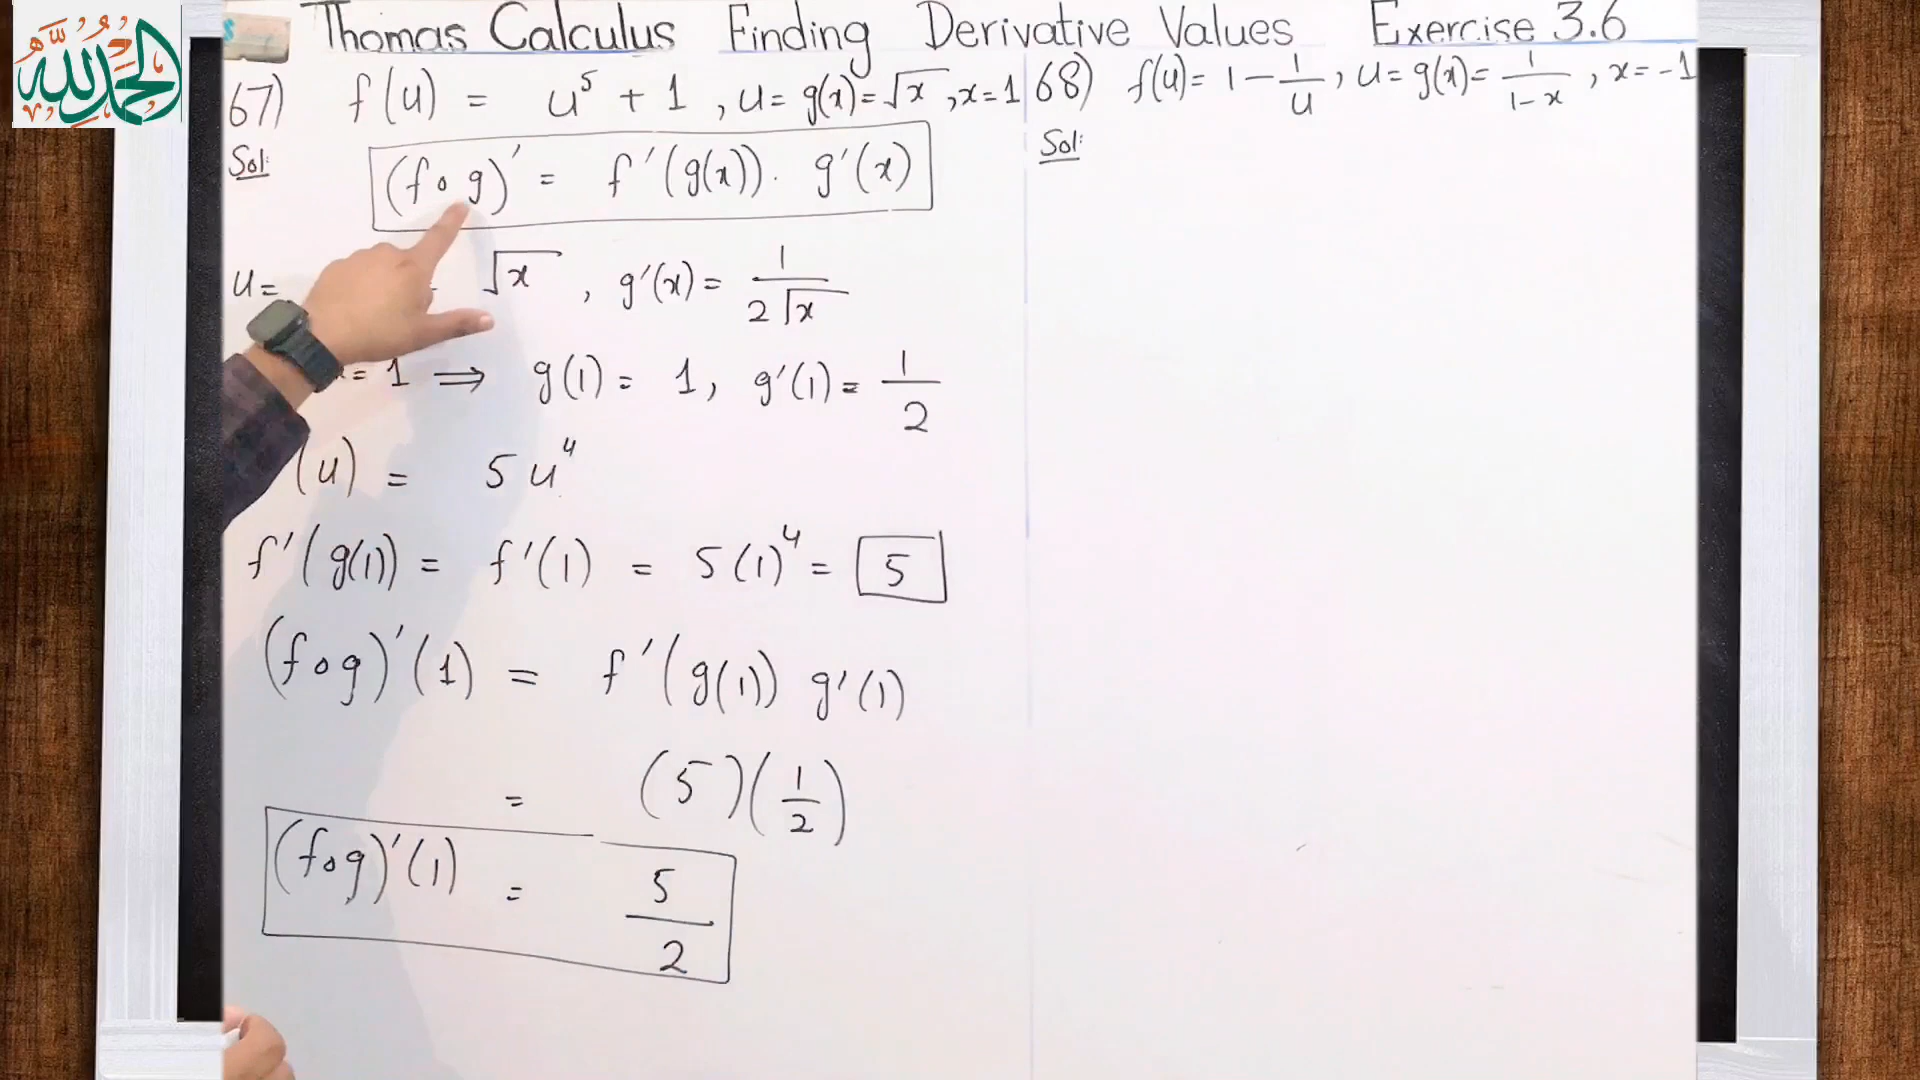 الحمد لله
Thomas Calculus Finding Derivative Values Exercise 3.6
67) f(u) = u⁵ + 1 , u = g(x) = √x , x = 1
Sol:
(f o g)' = f'(g(x)) . g'(x)
u = √x , g'(x) = 1/(2√x)
= 1 ⇒ g(1) = 1 , g'(1) = 1/2
(u) = 5u⁴
f'(g(1)) = f'(1) = 5(1)⁴ = 5
(f o g)'(1) = f'(g(1)) g'(1)
= (5)(1/2)
(f o g)'(1) = 5/2
68) f(u) = 1 - 1/u , u = g(x) = 1/(1-x) , x = -1
Sol: